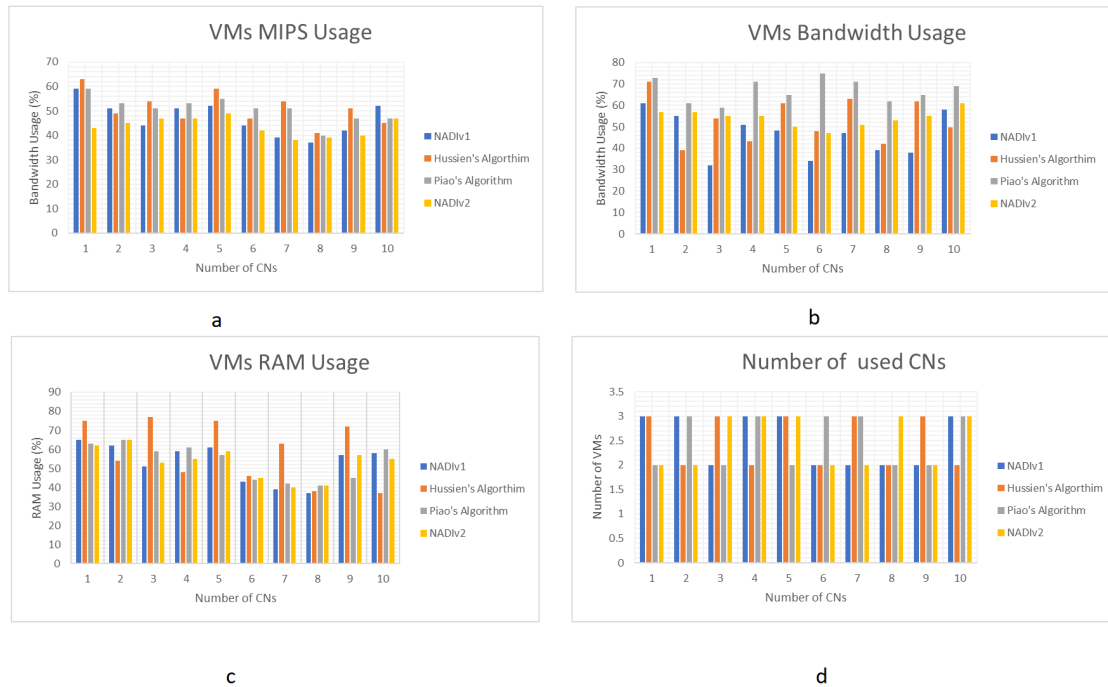 VMs MIPS Usage
Bandwidth Usage (%)
70
60
50
40
30
20
10
0
1 2 3 4 5 6 7 8 9 10
Number of CNs
NADIv1
Hussien's Algorthim
Piao's Algorithm
NADIv2
a
VMs Bandwidth Usage
Bandwidth Usage (%)
80
70
60
50
40
30
20
10
0
1 2 3 4 5 6 7 8 9 10
Number of CNs
NADIv1
Hussien's Algorthim
Piao's Algorithm
NADIv2
b
VMs RAM Usage
RAM Usage (%)
90
80
70
60
50
40
30
20
10
0
1 2 3 4 5 6 7 8 9 10
Number of CNs
NADIv1
Hussien's Algorthim
Piao's Algorithm
NADIv2
c
Number of used CNs
Number of VMs
3.5
3
2.5
2
1.5
1
0.5
0
1 2 3 4 5 6 7 8 9 10
Number of CNs
NADIv1
Hussien's Algorthim
Piao's Algorithm
NADIv2
d